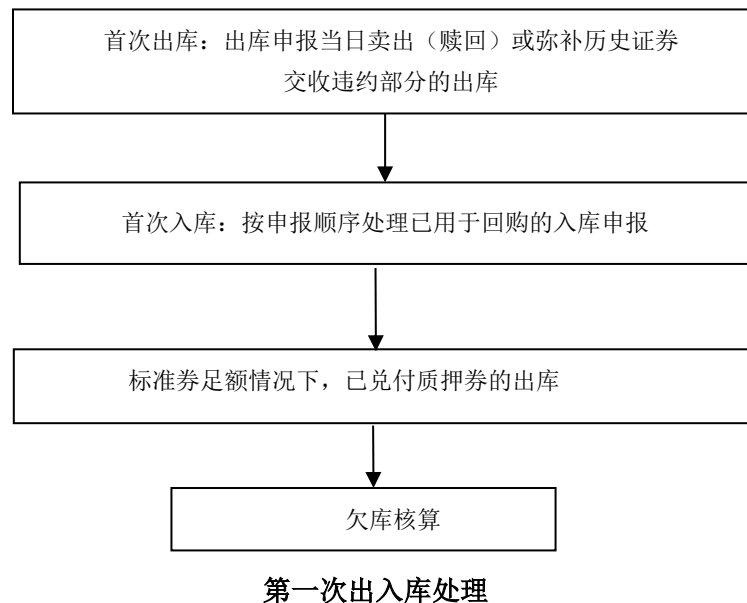 首次出库：出库申报当日卖出（赎回）或弥补历史证券
交收违约部分的出库
首次入库：按申报顺序处理已用于回购的入库申报
标准券足额情况下，已兑付质押券的出库
欠库核算
第一次出入库处理